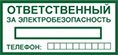 ОТВЕТСТВЕННЫЙ
ЗА ЭЛЕКТРОБЕЗОПАСНОСТЬ
ТЕЛЕФОН: